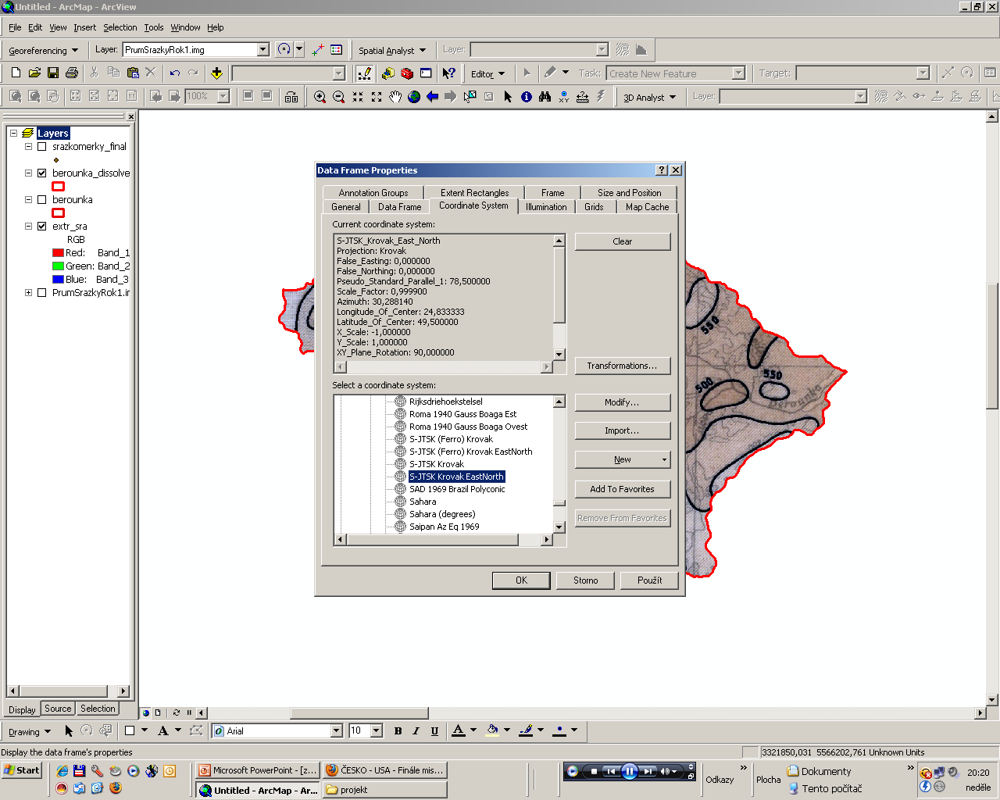 Untitled - ArcMap - ArcView
File Edit View Insert Selection Tools Window Help
Georeferencing Layer: PrumSrazkyRok1.img Spatial Analyst Layer:
Editor Task: Create New Feature Target:
100% 3D Analyst Layer:
Layers
srazkomerky_final
berounka_dissolve
berounka
extr_sra
RGB
Red: Band_1
Green: Band_2
Blue: Band_3
PrumSrazkyRok1.ir
Display Source Selection
Data Frame Properties
Annotation Groups Extent Rectangles Frame Size and Position
General Data Frame Coordinate System Illumination Grids Map Cache
Current coordinate system:
S-JTSK_Krovak_East_North
Projection: Krovak
False_Easting: 0,000000
False_Northing: 0,000000
Pseudo_Standard_Parallel_1: 78,500000
Scale_Factor: 0,999900
Azimuth: 30,288140
Longitude_Of_Center: 24,833333
Latitude_Of_Center: 49,500000
X_Scale: -1,000000
Y_Scale: 1,000000
XY_Plane_Rotation: 90,000000
Clear
Transformations...
Select a coordinate system:
Rijksdriehoekstelsel
Roma 1940 Gauss Boaga Est
Roma 1940 Gauss Boaga Ovest
S-JTSK (Ferro) Krovak
S-JTSK (Ferro) Krovak EastNorth
S-JTSK Krovak
S-JTSK Krovak EastNorth
SAD 1969 Brazil Polyconic
Sahara
Sahara (degrees)
Saipan Az Eq 1969
Modify...
Import...
New
Add To Favorites
Remove From Favorites
OK Storno Použít
550
550
500
Berounka
Drawing Arial 10 B I U A
Display the data frame's properties
3321850,031 5566202,761 Unknown Units
Start
Microsoft PowerPoint - [z...
ČESKO - USA - Finále mis...
Untitled - ArcMap - Ar...
projekt
Odkazy
Plocha
Dokumenty
Tento počítač
20:20
neděle